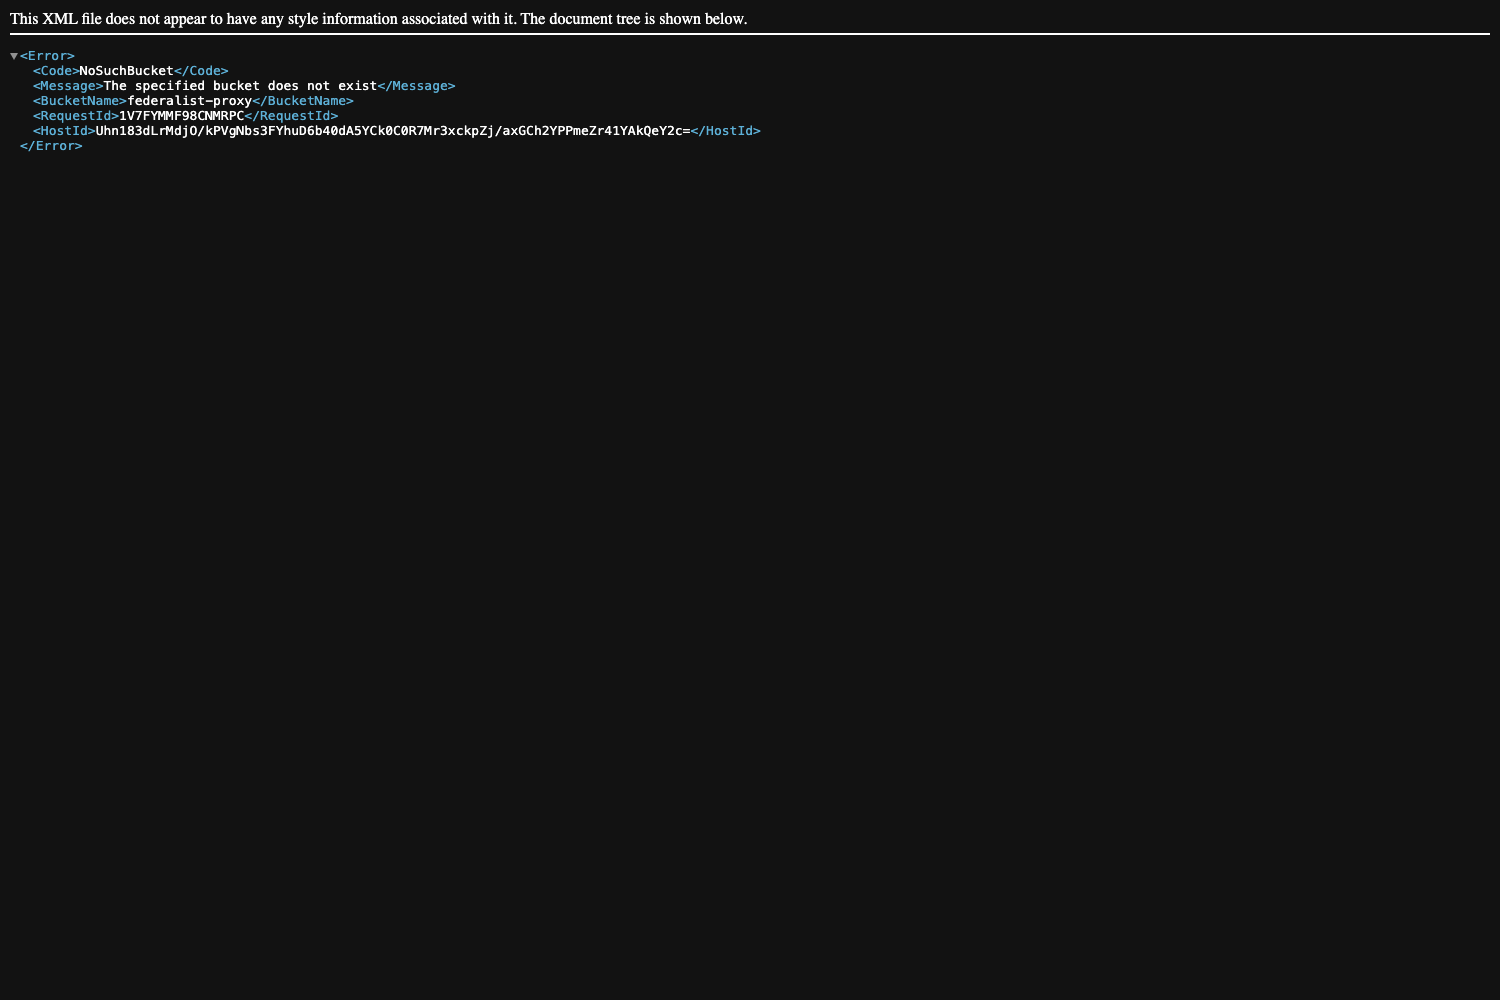 This XML file does not appear to have any style information associated with it. The document tree is shown below.
▼<Error>
<Code>NoSuchBucket</Code>
<Message>The specified bucket does not exist</Message>
<BucketName>federalist-proxy</BucketName>
<RequestId>1V7FYMMF98CNMRPC</RequestId>
<HostId>Uhn183dLrMdjO/kPVgNbs3FYhuD6b40dA5YCk0C0R7Mr3xckpZj/axGCh2YPPmeZr41YAkQeY2c=</HostId>
</Error>